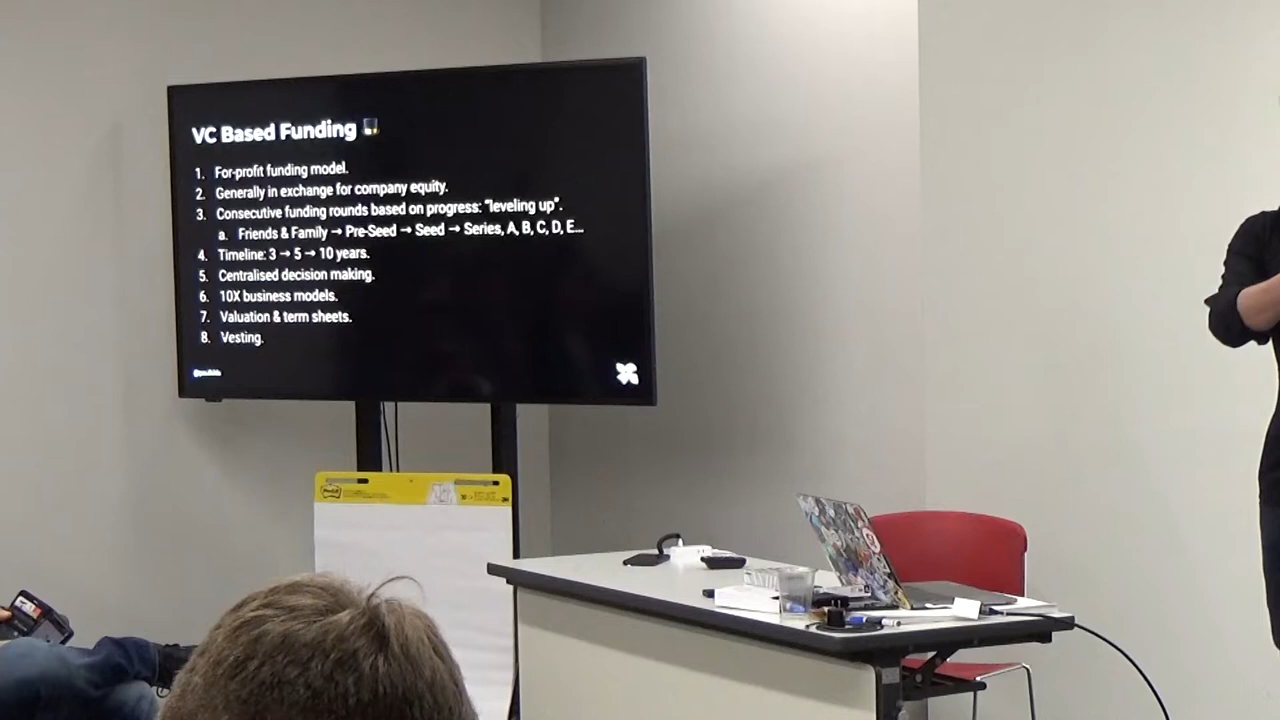 VC Based Funding
1. For-profit funding model.
2. Generally in exchange for company equity.
3. Consecutive funding rounds based on progress: “leveling up”.
a. Friends & Family → Pre-Seed → Seed → Series, A, B, C, D, E...
4. Timeline: 3 → 5 → 10 years.
5. Centralised decision making.
6. 10X business models.
7. Valuation & term sheets.
8. Vesting.
Post-it